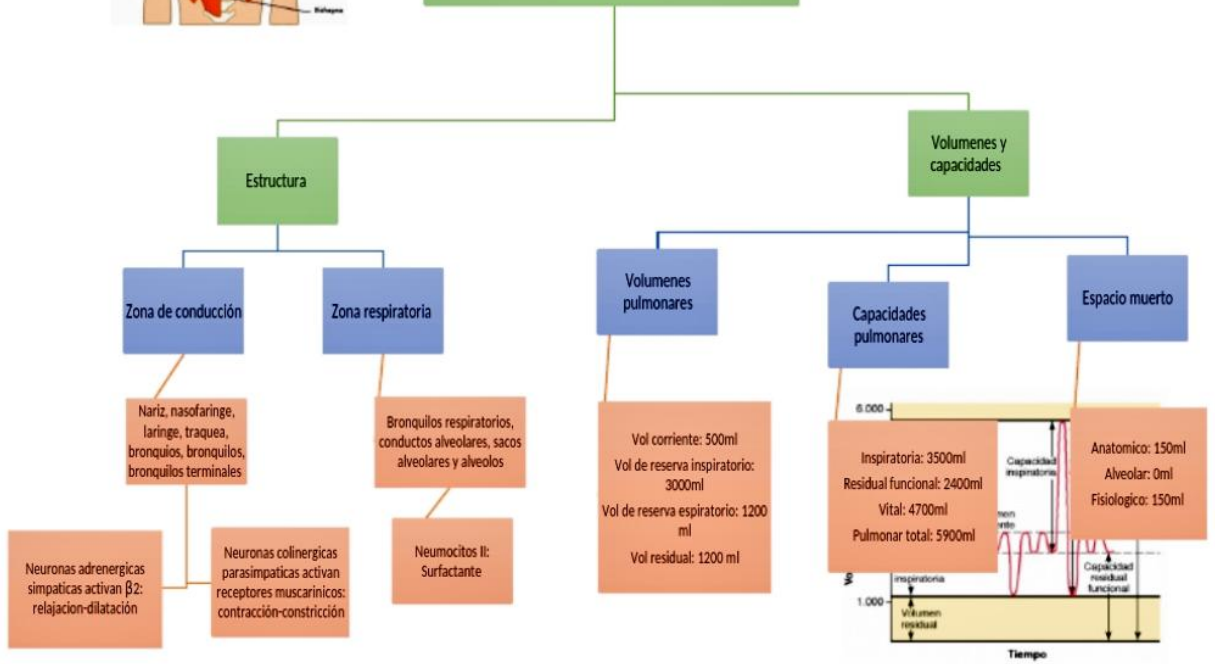 Estructura
Volumenes y
capacidades
Zona de conducción
Zona respiratoria
Volumenes
pulmonares
Capacidades
pulmonares
Espacio muerto
Nariz, nasofaringe,
laringe, traquea,
bronquios, bronquilos,
bronquilos terminales
Bronquilos respiratorios,
conductos alveolares, sacos
alveolares y alveolos
Neuronas adrenergicas
simpaticas activan β2:
relajacion-dilatación
Neuronas colinergicas
parasimpaticas activan
receptores muscarinicos:
contracción-constricción
Neumocitos II:
Surfactante
Vol corriente: 500ml
Vol de reserva inspiratorio:
3000ml
Vol de reserva espiratorio: 1200
ml
Vol residual: 1200 ml
Inspiratoria: 3500ml
Residual funcional: 2400ml
Vital: 4700ml
Pulmonar total: 5900ml
Anatomico: 150ml
Alveolar: 0ml
Fisiologico: 150ml
6.000
Capacidad
inspiratoria
inspiratoria
Capacidad
residual
funcional
1.000
Volumen
residual
Tiempo